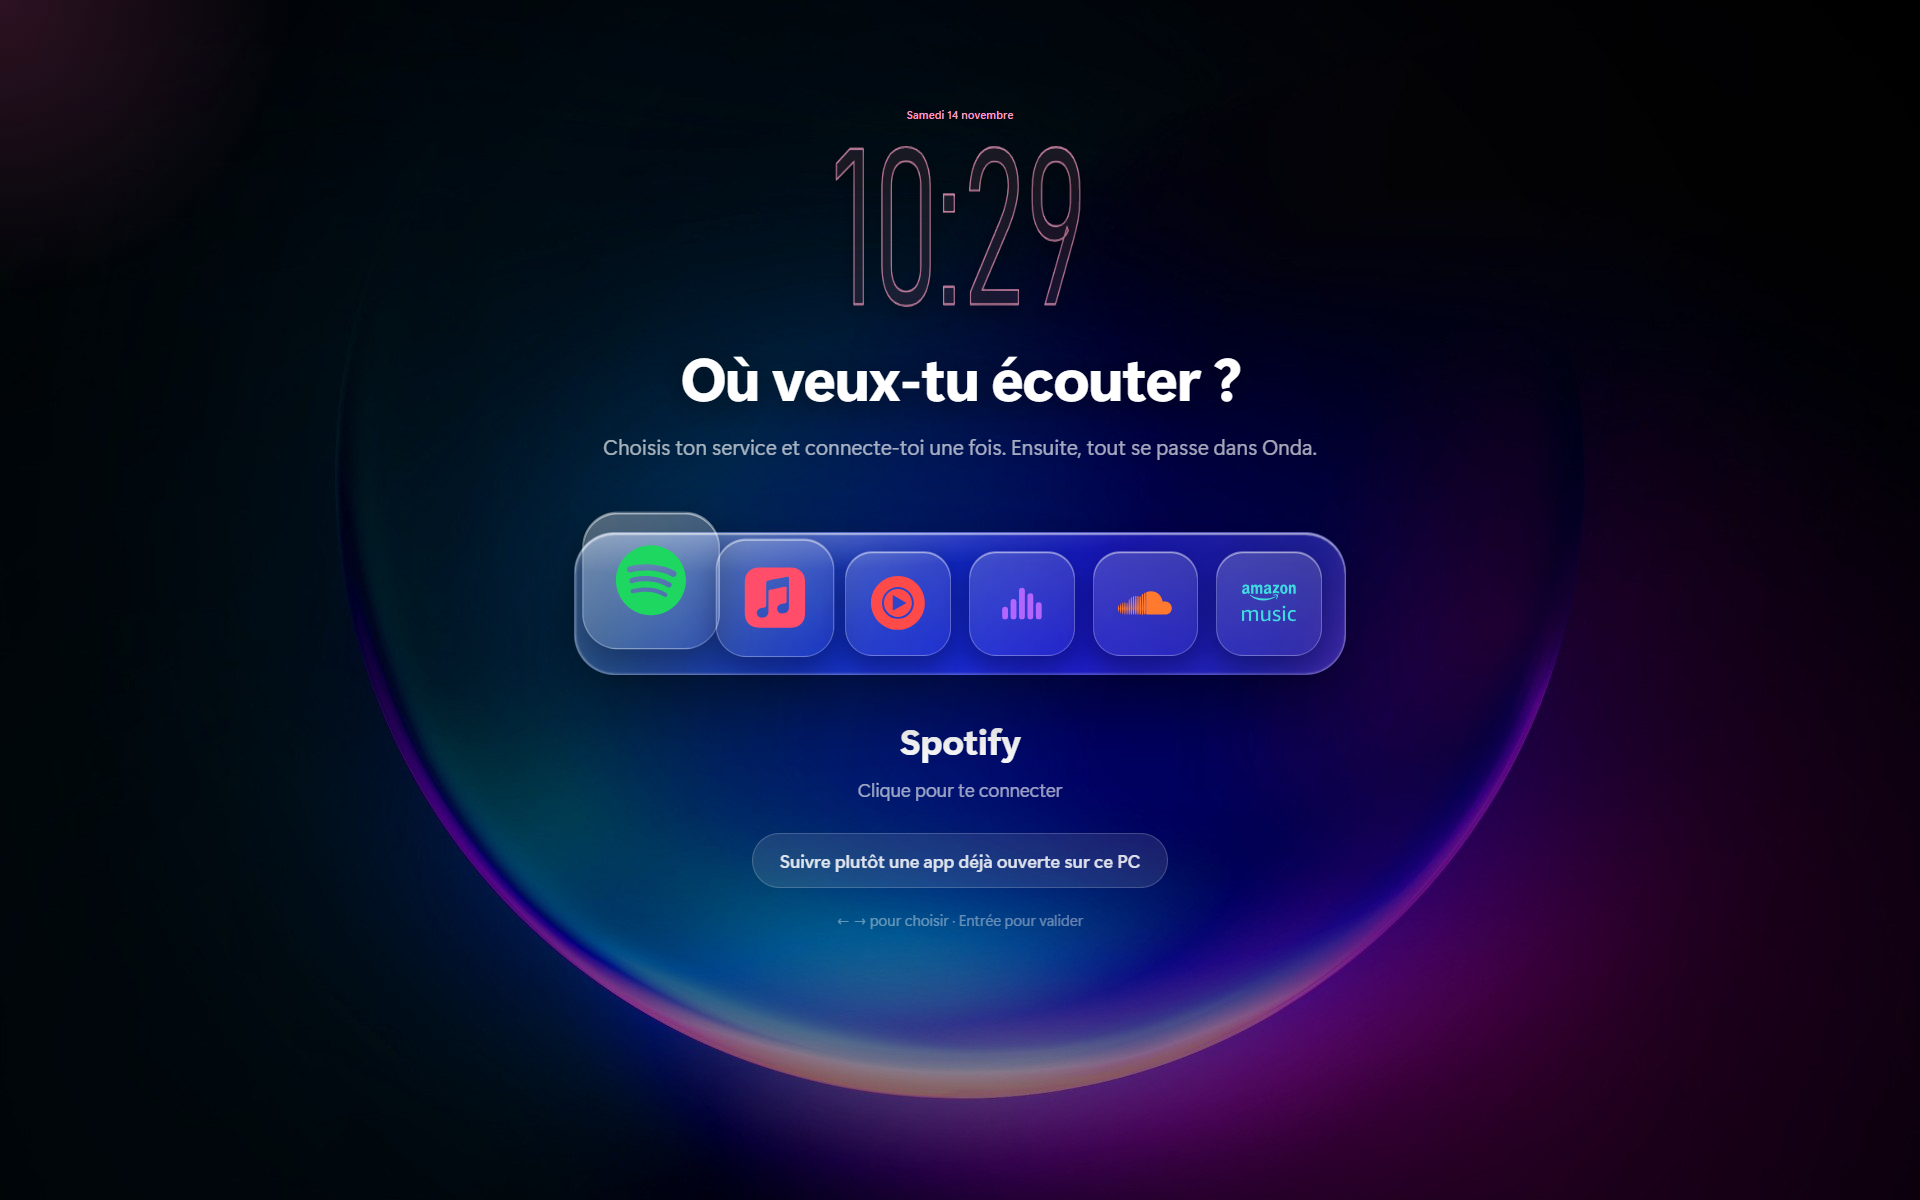 Samedi 14 novembre
10:29
Où veux-tu écouter ?
Choisis ton service et connecte-toi une fois. Ensuite, tout se passe dans Onda.
amazon
music
Spotify
Clique pour te connecter
Suivre plutôt une app déjà ouverte sur ce PC
← → pour choisir · Entrée pour valider